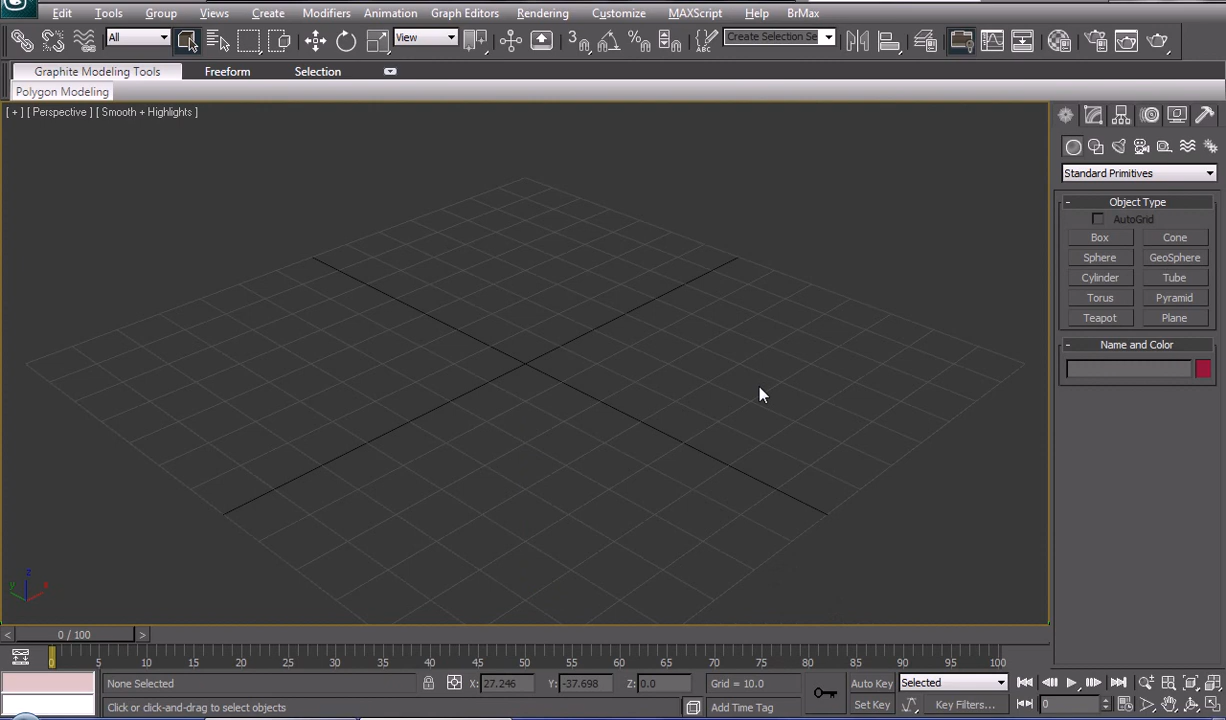 Edit Tools Group Views Create Modifiers Animation Graph Editors Rendering Customize MAXScript Help BrMax
All View 3 % Create Selection Se
Graphite Modeling Tools Freeform Selection
Polygon Modeling
[ + ] [ Perspective ] [ Smooth + Highlights ]
Standard Primitives
- Object Type
AutoGrid
Box Cone
Sphere GeoSphere
Cylinder Tube
Torus Pyramid
Teapot Plane
- Name and Color
z
y x
< 0 / 100 >
0 5 10 15 20 25 30 35 40 45 50 55 60 65 70 75 80 85 90 95 100
None Selected X: 27.246 Y: -37.698 Z: 0.0 Grid = 10.0 Auto Key Selected
Click or click-and-drag to select objects Add Time Tag Set Key Key Filters... 0